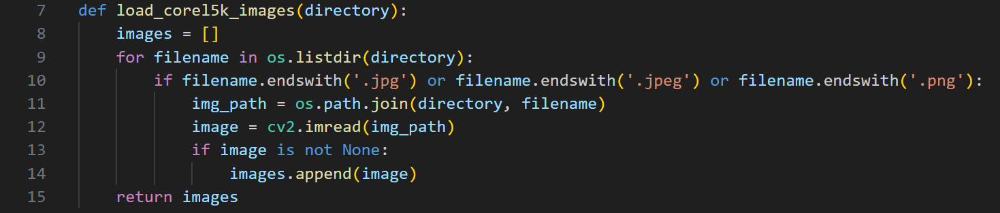 7 def load_corel5k_images(directory):
8 images = []
9 for filename in os.listdir(directory):
10 if filename.endswith('.jpg') or filename.endswith('.jpeg') or filename.endswith('.png'):
11 img_path = os.path.join(directory, filename)
12 image = cv2.imread(img_path)
13 if image is not None:
14 images.append(image)
15 return images